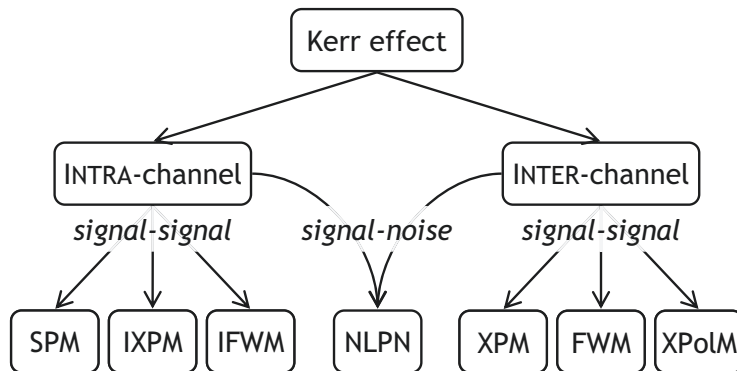 Kerr effect
INTRA-channel
INTER-channel
signal-signal
signal-noise
signal-signal
SPM
IXPM
IFWM
NLPN
XPM
FWM
XPolM